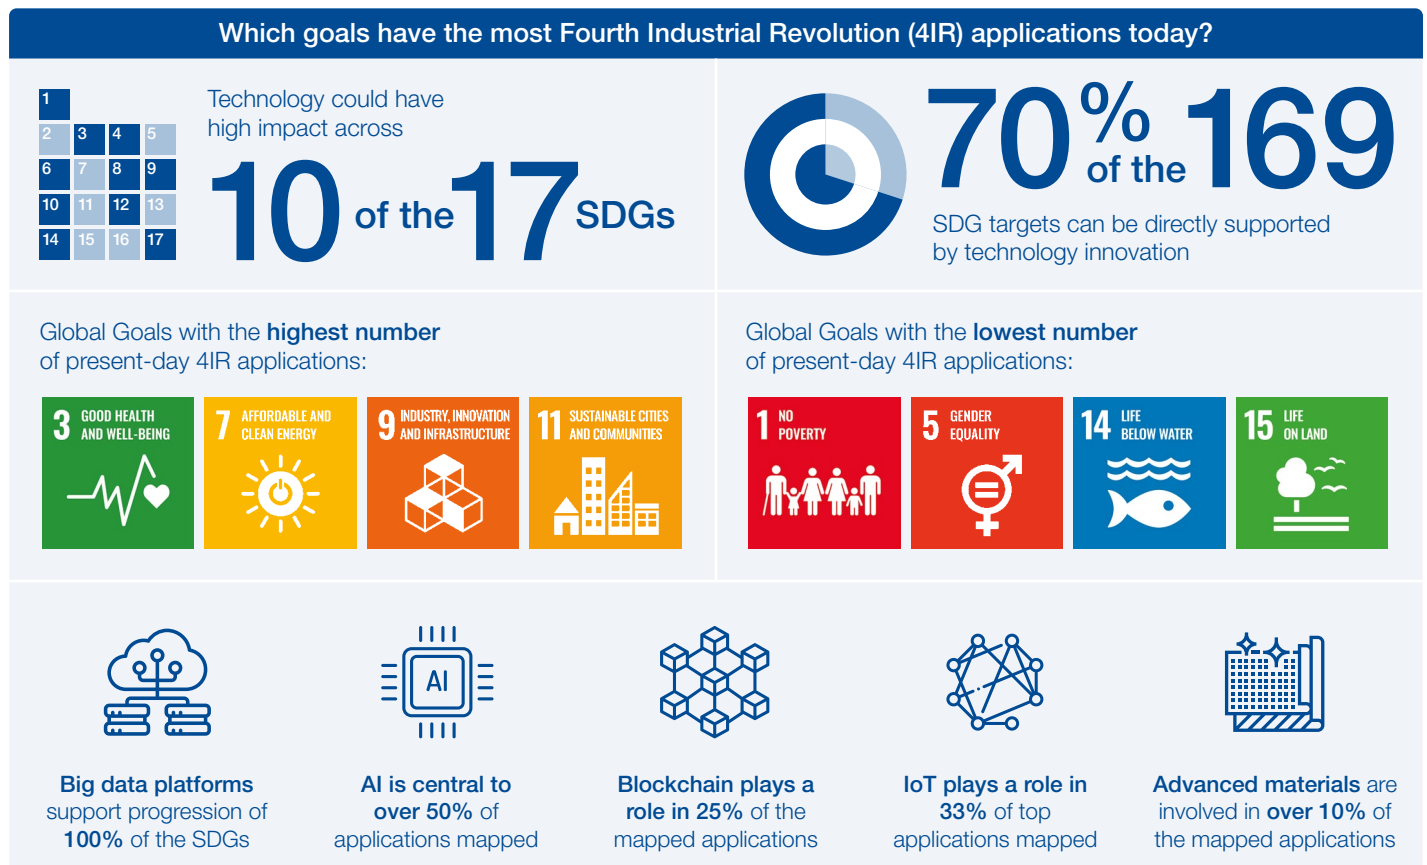 Which goals have the most Fourth Industrial Revolution (4IR) applications today?
1
2 3 4 5
6 7 8 9
10 11 12 13
14 15 16 17
Technology could have
high impact across
10 of the 17 SDGs
70% of the 169
SDG targets can be directly supported
by technology innovation
Global Goals with the highest number
of present-day 4IR applications:
3 GOOD HEALTH
AND WELL-BEING
7 AFFORDABLE AND
CLEAN ENERGY
9 INDUSTRY, INNOVATION
AND INFRASTRUCTURE
11 SUSTAINABLE CITIES
AND COMMUNITIES
Global Goals with the lowest number
of present-day 4IR applications:
1 NO
POVERTY
5 GENDER
EQUALITY
14 LIFE
BELOW WATER
15 LIFE
ON LAND
Big data platforms
support progression of
100% of the SDGs
AI
AI is central to
over 50% of
applications mapped
Blockchain plays a
role in 25% of the
mapped applications
IoT plays a role in
33% of top
applications mapped
Advanced materials are
involved in over 10% of
the mapped applications